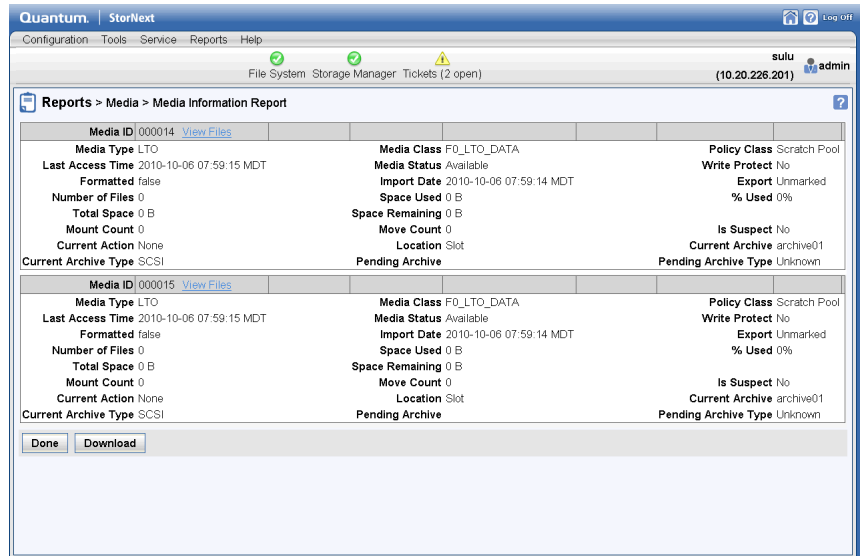 Quantum. | StorNext Log Off
Configuration Tools Service Reports Help
File System Storage Manager Tickets (2 open)
sulu
(10.20.226.201)
admin
Reports > Media > Media Information Report
Media ID 000014 View Files
Media Type LTO Media Class F0_LTO_DATA Policy Class Scratch Pool
Last Access Time 2010-10-06 07:59:15 MDT Media Status Available Write Protect No
Formatted false Import Date 2010-10-06 07:59:14 MDT Export Unmarked
Number of Files 0 Space Used 0 B % Used 0%
Total Space 0 B Space Remaining 0 B
Mount Count 0 Move Count 0 Is Suspect No
Current Action None Location Slot Current Archive archive01
Current Archive Type SCSI Pending Archive Pending Archive Type Unknown
Media ID 000015 View Files
Media Type LTO Media Class F0_LTO_DATA Policy Class Scratch Pool
Last Access Time 2010-10-06 07:59:15 MDT Media Status Available Write Protect No
Formatted false Import Date 2010-10-06 07:59:14 MDT Export Unmarked
Number of Files 0 Space Used 0 B % Used 0%
Total Space 0 B Space Remaining 0 B
Mount Count 0 Move Count 0 Is Suspect No
Current Action None Location Slot Current Archive archive01
Current Archive Type SCSI Pending Archive Pending Archive Type Unknown
Done Download